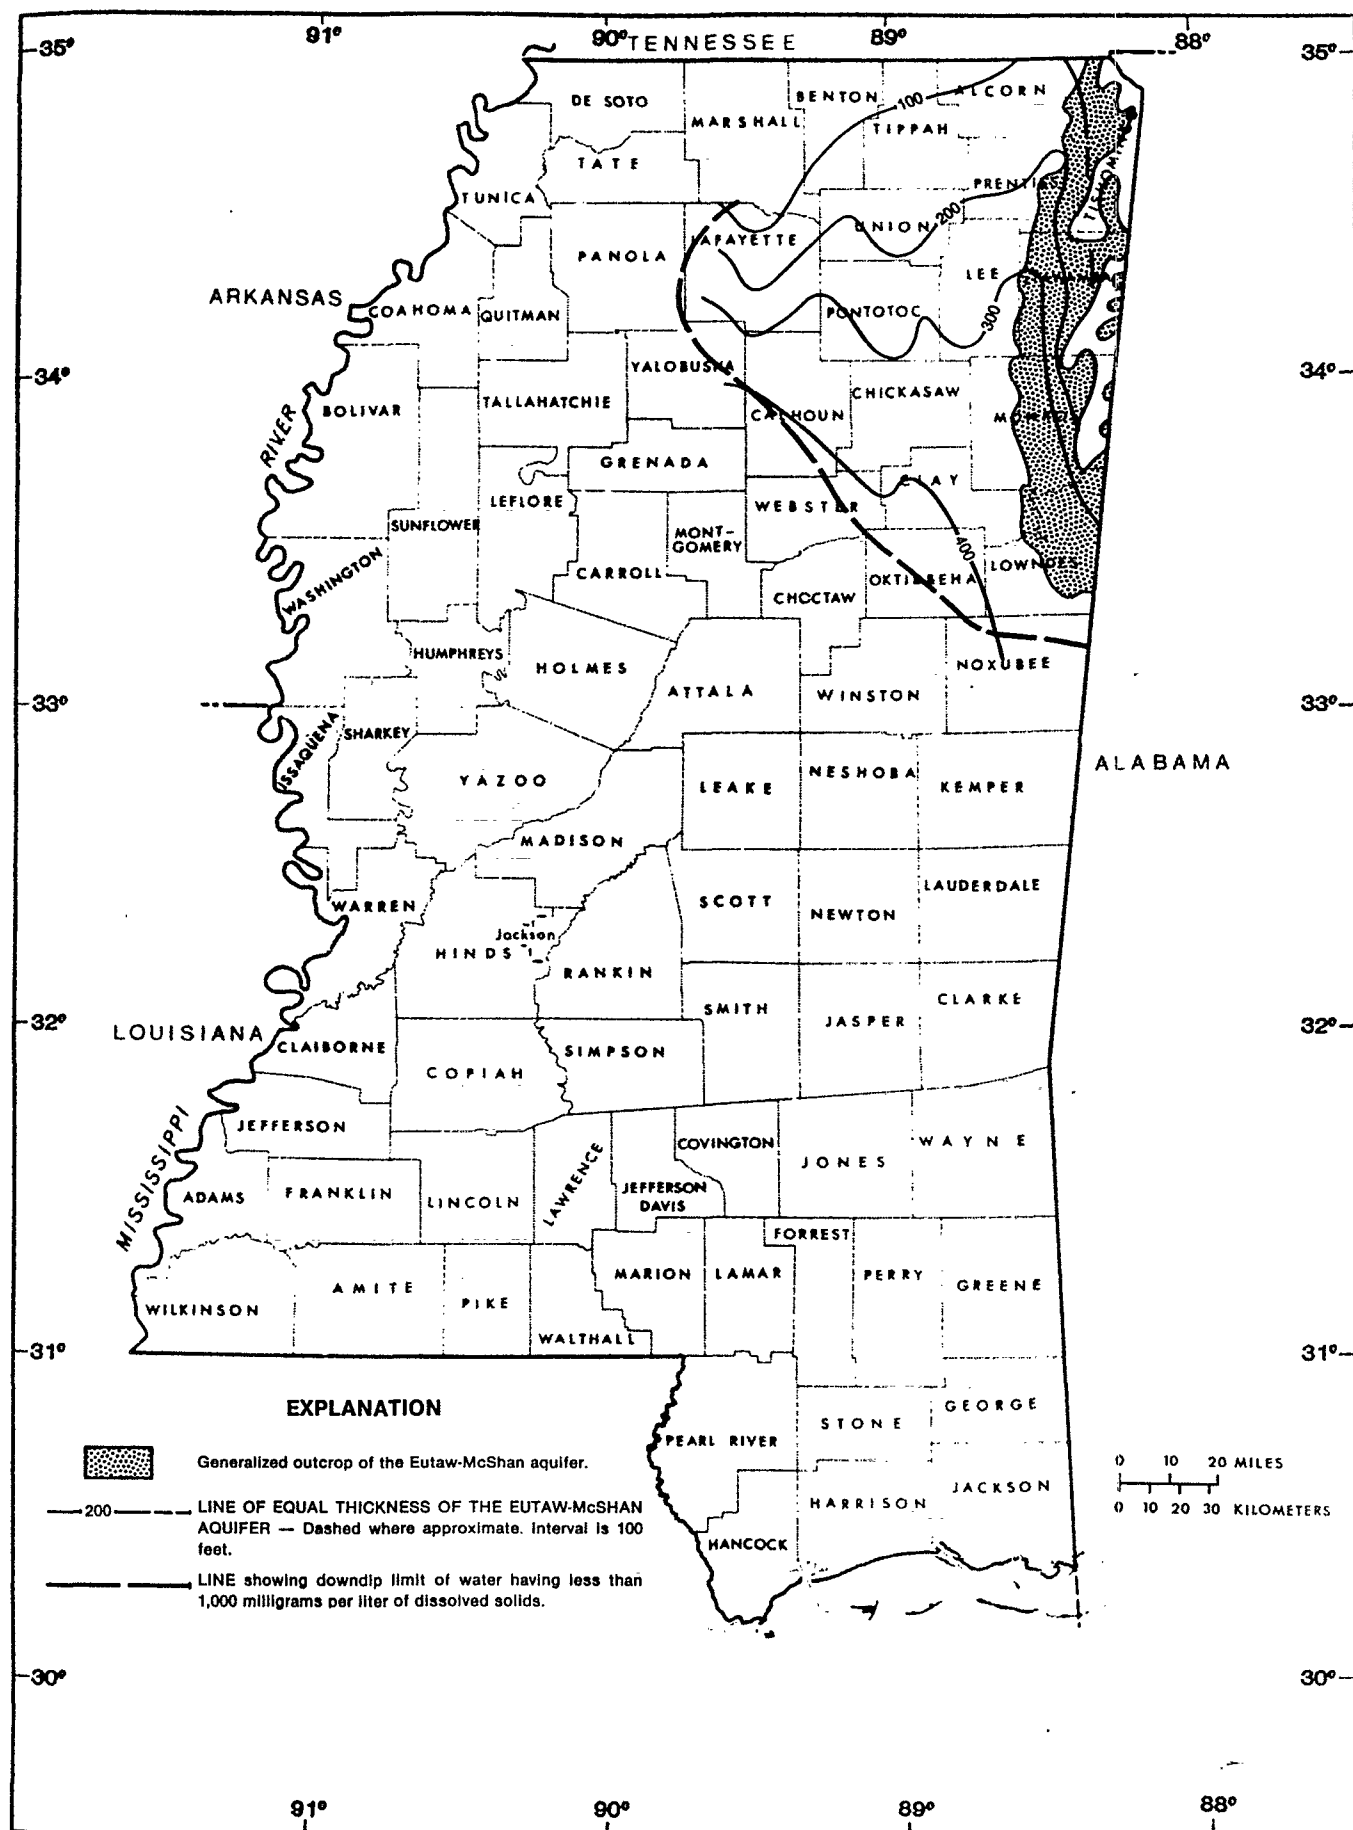 91° 90° 89° 88°
TENNESSEE
35° 35°
DE SOTO
BENTON
ALCORN
MARSHALL
100
TIPPAH
TATE
TUNICA
PRENTISS
200
UNION
LAFAYETTE
PANOLA
LEE
ARKANSAS
COAHOMA
QUITMAN
PONTOTOC
300
34° 34°
YALOBUSHA
CHICKASAW
TALLAHATCHIE
BOLIVAR
CALHOUN
RIVER
GRENADA
CLAY
LEFLORE
WEBSTER
SUNFLOWER
MONT-
GOMERY
400
LOWNDES
WASHINGTON
CARROLL
OKTIBBEHA
CHOCTAW
HUMPHREYS
HOLMES
NOXUBEE
ATTALA
WINSTON
33° 33°
ISSAQUENA
SHARKEY
ALABAMA
YAZOO
LEAKE
NESHOBA
KEMPER
MADISON
WARREN
SCOTT
NEWTON
LAUDERDALE
Jackson
HINDS
RANKIN
SMITH
JASPER
CLARKE
32° 32°
LOUISIANA
CLAIBORNE
COPIAH
SIMPSON
JEFFERSON
COVINGTON
JONES
WAYNE
MISSISSIPPI
ADAMS
FRANKLIN
LINCOLN
LAWRENCE
JEFFERSON
DAVIS
FORREST
MARION
LAMAR
PERRY
GREENE
WILKINSON
AMITE
PIKE
WALTHALL
31° 31°
EXPLANATION
GEORGE
STONE
PEARL RIVER
Generalized outcrop of the Eutaw-McShan aquifer.
0 10 20 MILES
JACKSON
0 10 20 30 KILOMETERS
HARRISON
200
LINE OF EQUAL THICKNESS OF THE EUTAW-McSHAN
AQUIFER — Dashed where approximate. Interval is 100
feet.
HANCOCK
LINE showing downdip limit of water having less than
1,000 milligrams per liter of dissolved solids.
30° 30°
91° 90° 89° 88°